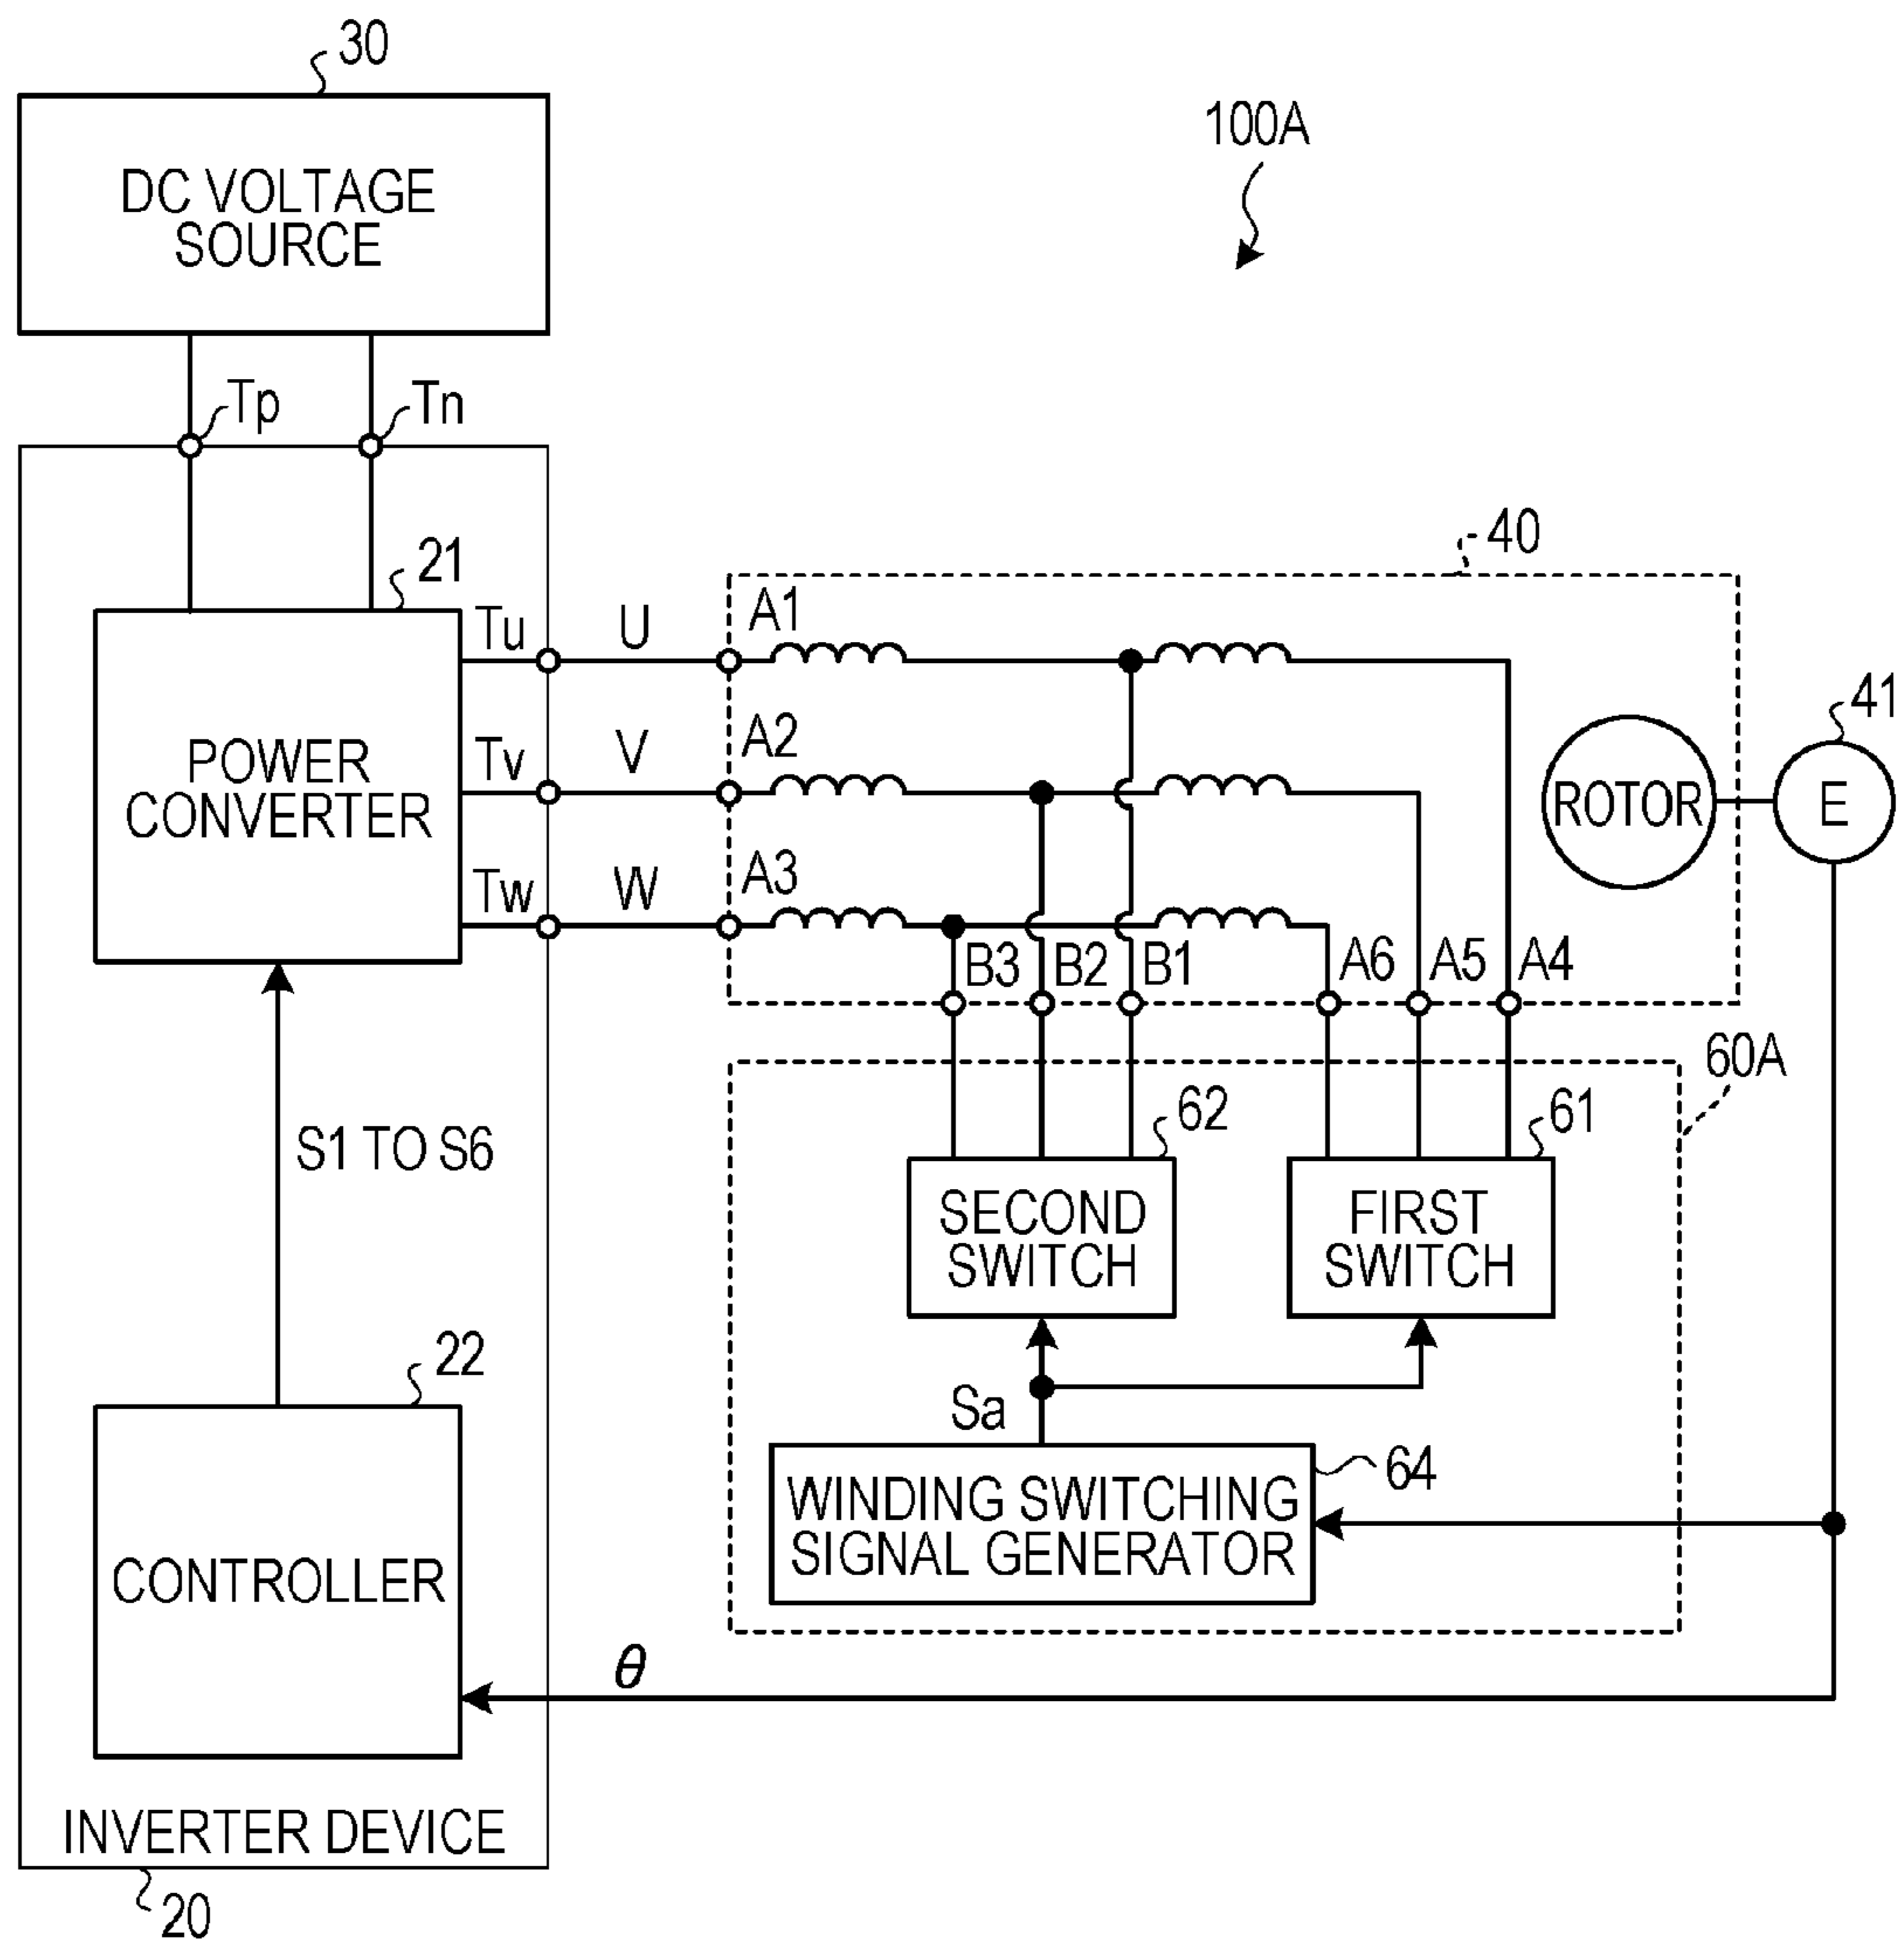 30
DC VOLTAGE
SOURCE
100A
Tp
Tn
21
40
Tu
U
A1
41
POWER
CONVERTER
Tv
V
A2
ROTOR
E
Tw
W
A3
B3
B2
B1
A6
A5
A4
60A
62
61
S1 TO S6
SECOND
SWITCH
FIRST
SWITCH
22
Sa
64
WINDING SWITCHING
SIGNAL GENERATOR
CONTROLLER
θ
INVERTER DEVICE
20